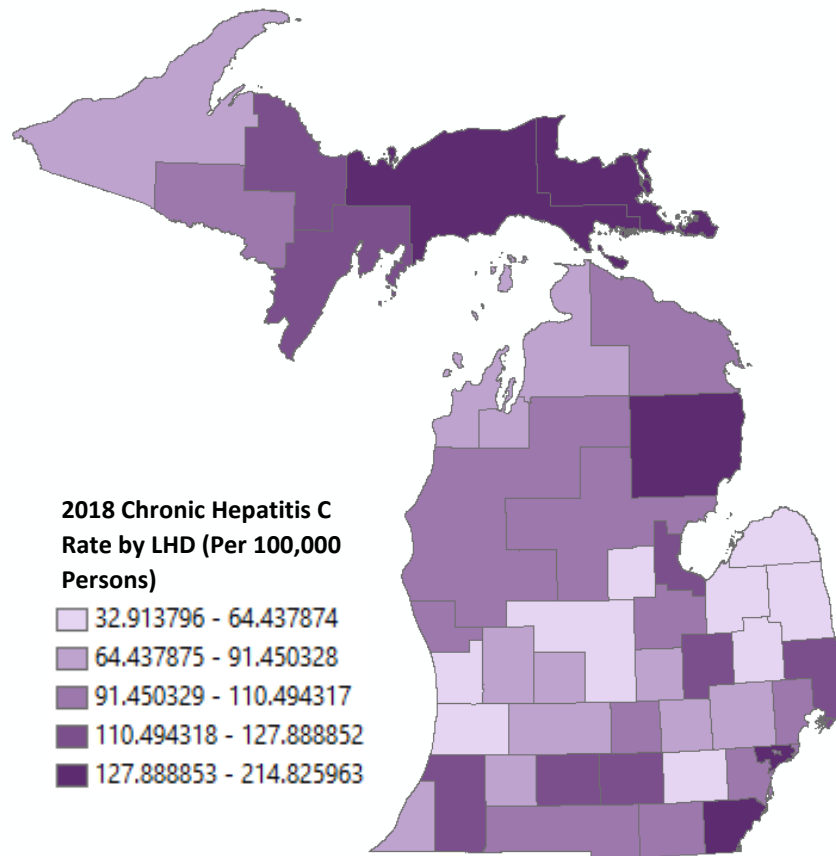 2018 Chronic Hepatitis C
Rate by LHD (Per 100,000
Persons)
32.913796 - 64.437874
64.437875 - 91.450328
91.450329 - 110.494317
110.494318 - 127.888852
127.888853 - 214.825963